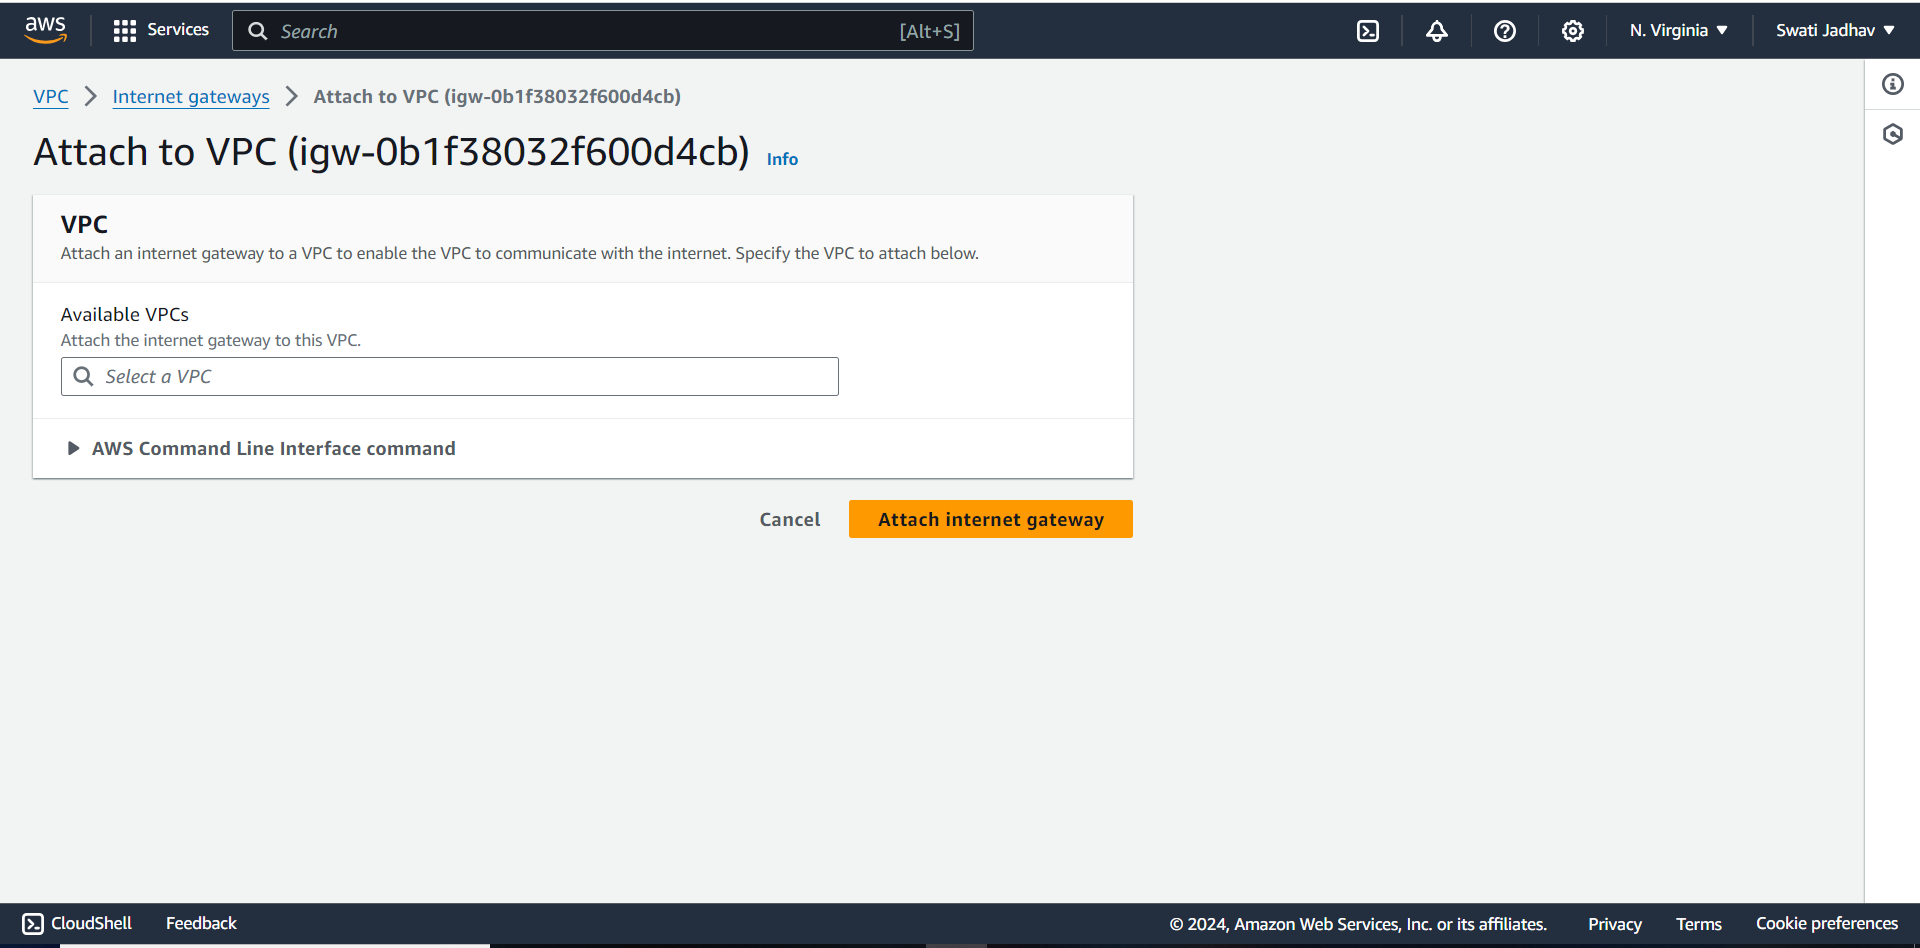 aws Services Search [Alt+S] N. Virginia Swati Jadhav
VPC Internet gateways Attach to VPC (igw-0b1f38032f600d4cb)
Attach to VPC (igw-0b1f38032f600d4cb) Info
VPC
Attach an internet gateway to a VPC to enable the VPC to communicate with the internet. Specify the VPC to attach below.
Available VPCs
Attach the internet gateway to this VPC.
Select a VPC
AWS Command Line Interface command
Cancel Attach internet gateway
CloudShell Feedback © 2024, Amazon Web Services, Inc. or its affiliates. Privacy Terms Cookie preferences